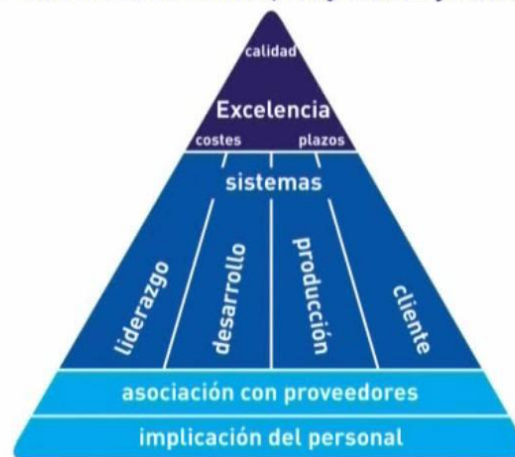 calidad
Excelencia
costes plazos
sistemas
liderazgo
desarrollo
producción
cliente
asociación con proveedores
implicación del personal